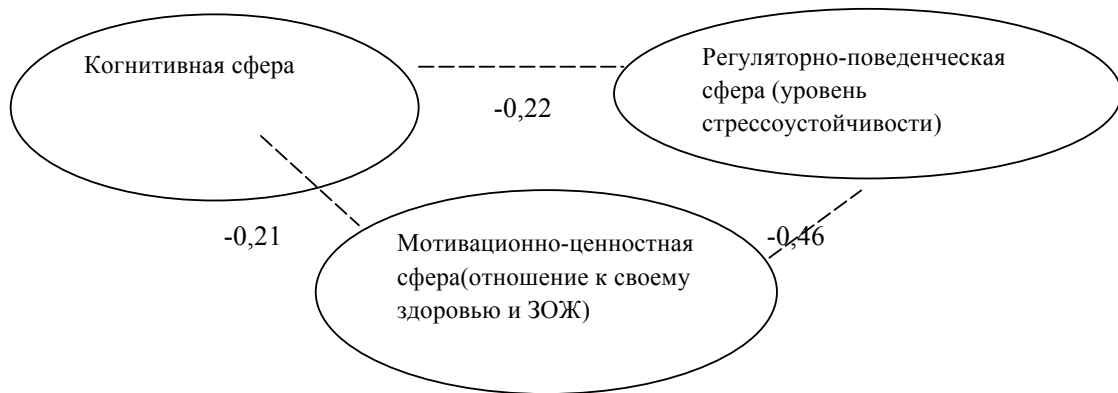 Когнитивная сфера
Регуляторно-поведенческая
сфера (уровень
стрессоустойчивости)
-0,22
-0,21
Мотивационно-ценностная
сфера(отношение к своему
здоровью и ЗОЖ)
-0,46